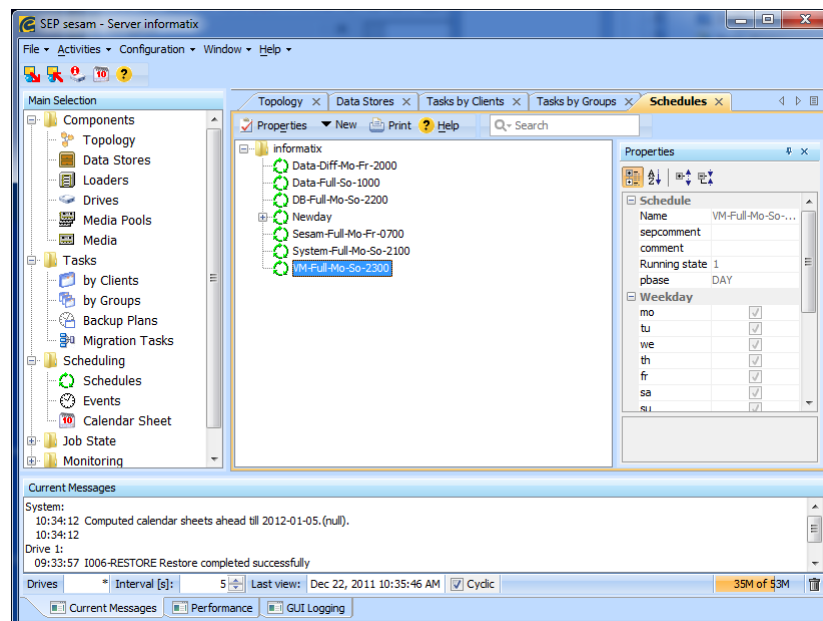 SEP sesam - Server informatix
File Activities Configuration Window Help
10 ?
Main Selection
Components
Topology
Data Stores
Loaders
Drives
Media Pools
Media
Tasks
by Clients
by Groups
Backup Plans
Migration Tasks
Scheduling
Schedules
Events
10 Calendar Sheet
Job State
Monitoring
Topology Data Stores Tasks by Clients Tasks by Groups Schedules
Properties New Print ? Help Search
informatix
Data-Diff-Mo-Fr-2000
Data-Full-So-1000
DB-Full-Mo-So-2200
Newday
Sesam-Full-Mo-Fr-0700
System-Full-Mo-So-2100
VM-Full-Mo-So-2300
Properties
Schedule
Name VM-Full-Mo-So-...
sepcomment
comment
Running state 1
pbase DAY
Weekday
mo
tu
we
th
fr
sa
su
Current Messages
System:
10:34:12 Computed calendar sheets ahead till 2012-01-05.(null).
10:34:12
Drive 1:
09:33:57 I006-RESTORE Restore completed successfully
Drives * Interval [s]: 5 Last view: Dec 22, 2011 10:35:46 AM Cyclic 35M of 53M
Current Messages Performance GUI Logging